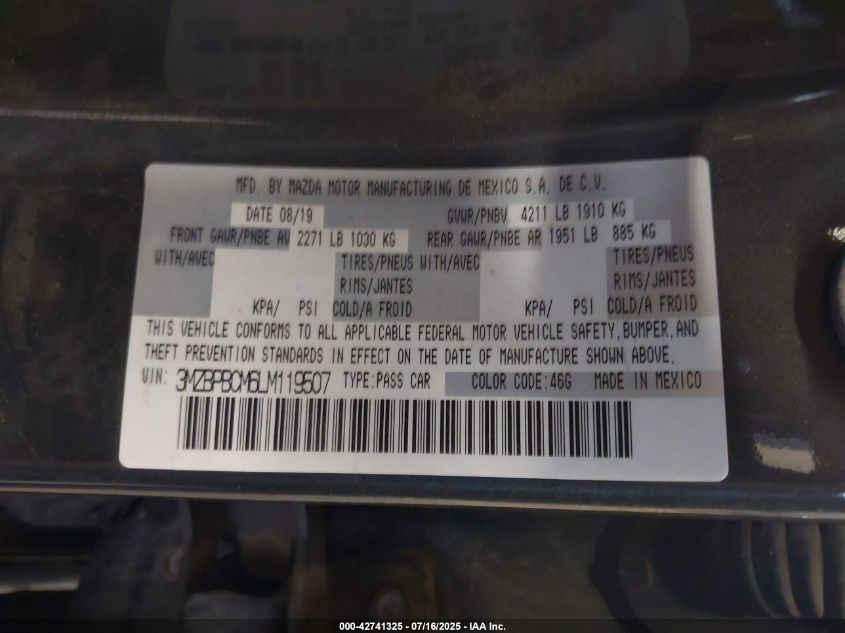 MFD. BY MAZDA MOTOR MANUFACTURING DE MEXICO S.A. DE C.V.
DATE 08/19 GVWR/PNBV 4211 LB 1910 KG
FRONT GAWR/PNBE AV 2271 LB 1030 KG REAR GAWR/PNBE AR 1951 LB 885 KG
WITH/AVEC TIRES/PNEUS WITH/AVEC TIRES/PNEUS
RIMS/JANTES RIMS/JANTES
KPA/ PSI COLD/A FROID KPA/ PSI COLD/A FROID
THIS VEHICLE CONFORMS TO ALL APPLICABLE FEDERAL MOTOR VEHICLE SAFETY, BUMPER, AND
THEFT PREVENTION STANDARDS IN EFFECT ON THE DATE OF MANUFACTURE SHOWN ABOVE.
VIN: 3MZBPBCM6LM119507 TYPE: PASS CAR COLOR CODE: 46G MADE IN MEXICO
000-42741325 - 07/16/2025 - IAA Inc.